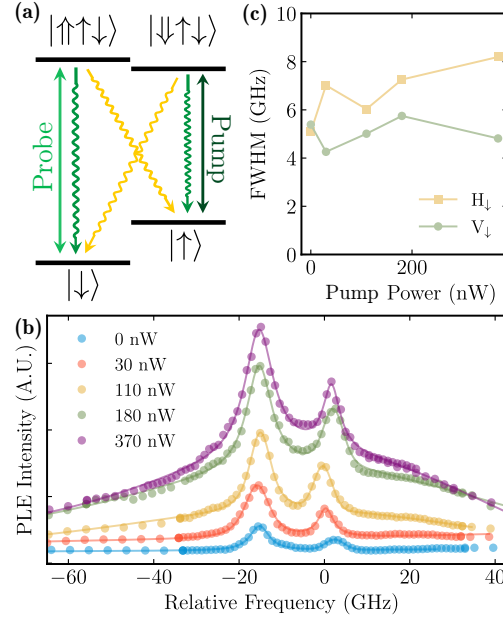 (a)
|⇑↑↓⟩
|⇓↑↓⟩
Probe
Pump
|↑⟩
|↓⟩
(c)
FWHM (GHz)
10
8
6
4
2
0
0
200
Pump Power (nW)
H↓
V↓
(b)
PLE Intensity (A.U.)
0 nW
30 nW
110 nW
180 nW
370 nW
−60
−40
−20
0
20
40
Relative Frequency (GHz)